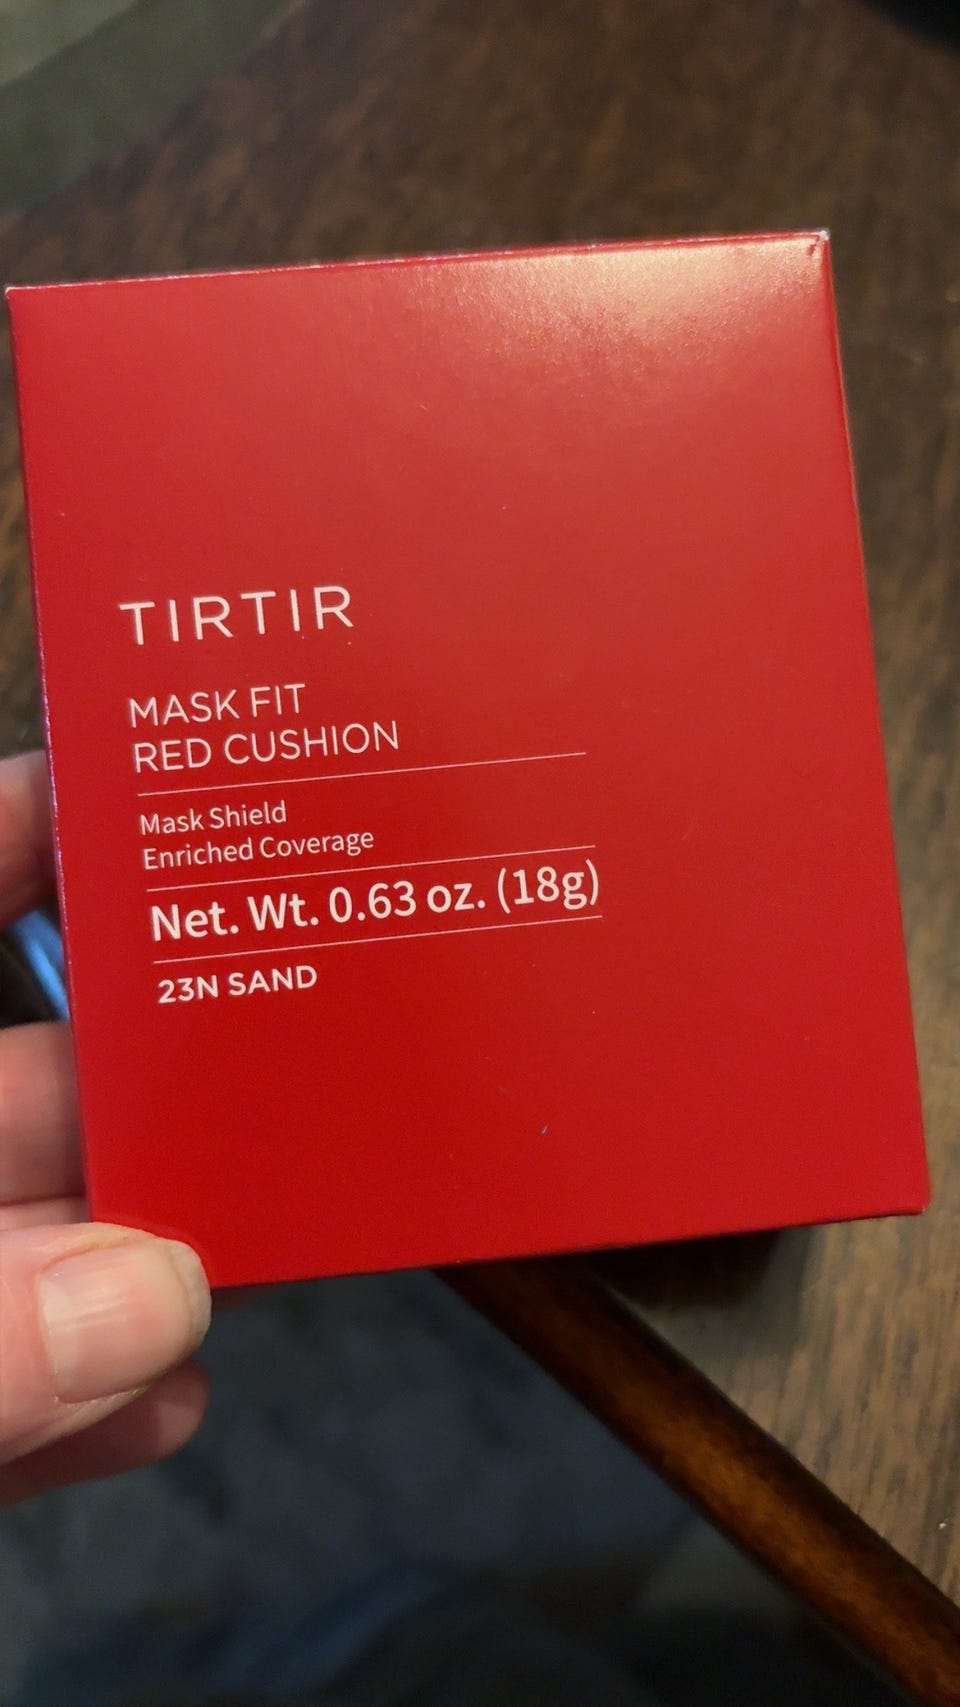 TIRTIR
MASK FIT
RED CUSHION
Mask Shield
Enriched Coverage
Net. Wt. 0.63 oz. (18g)
23N SAND